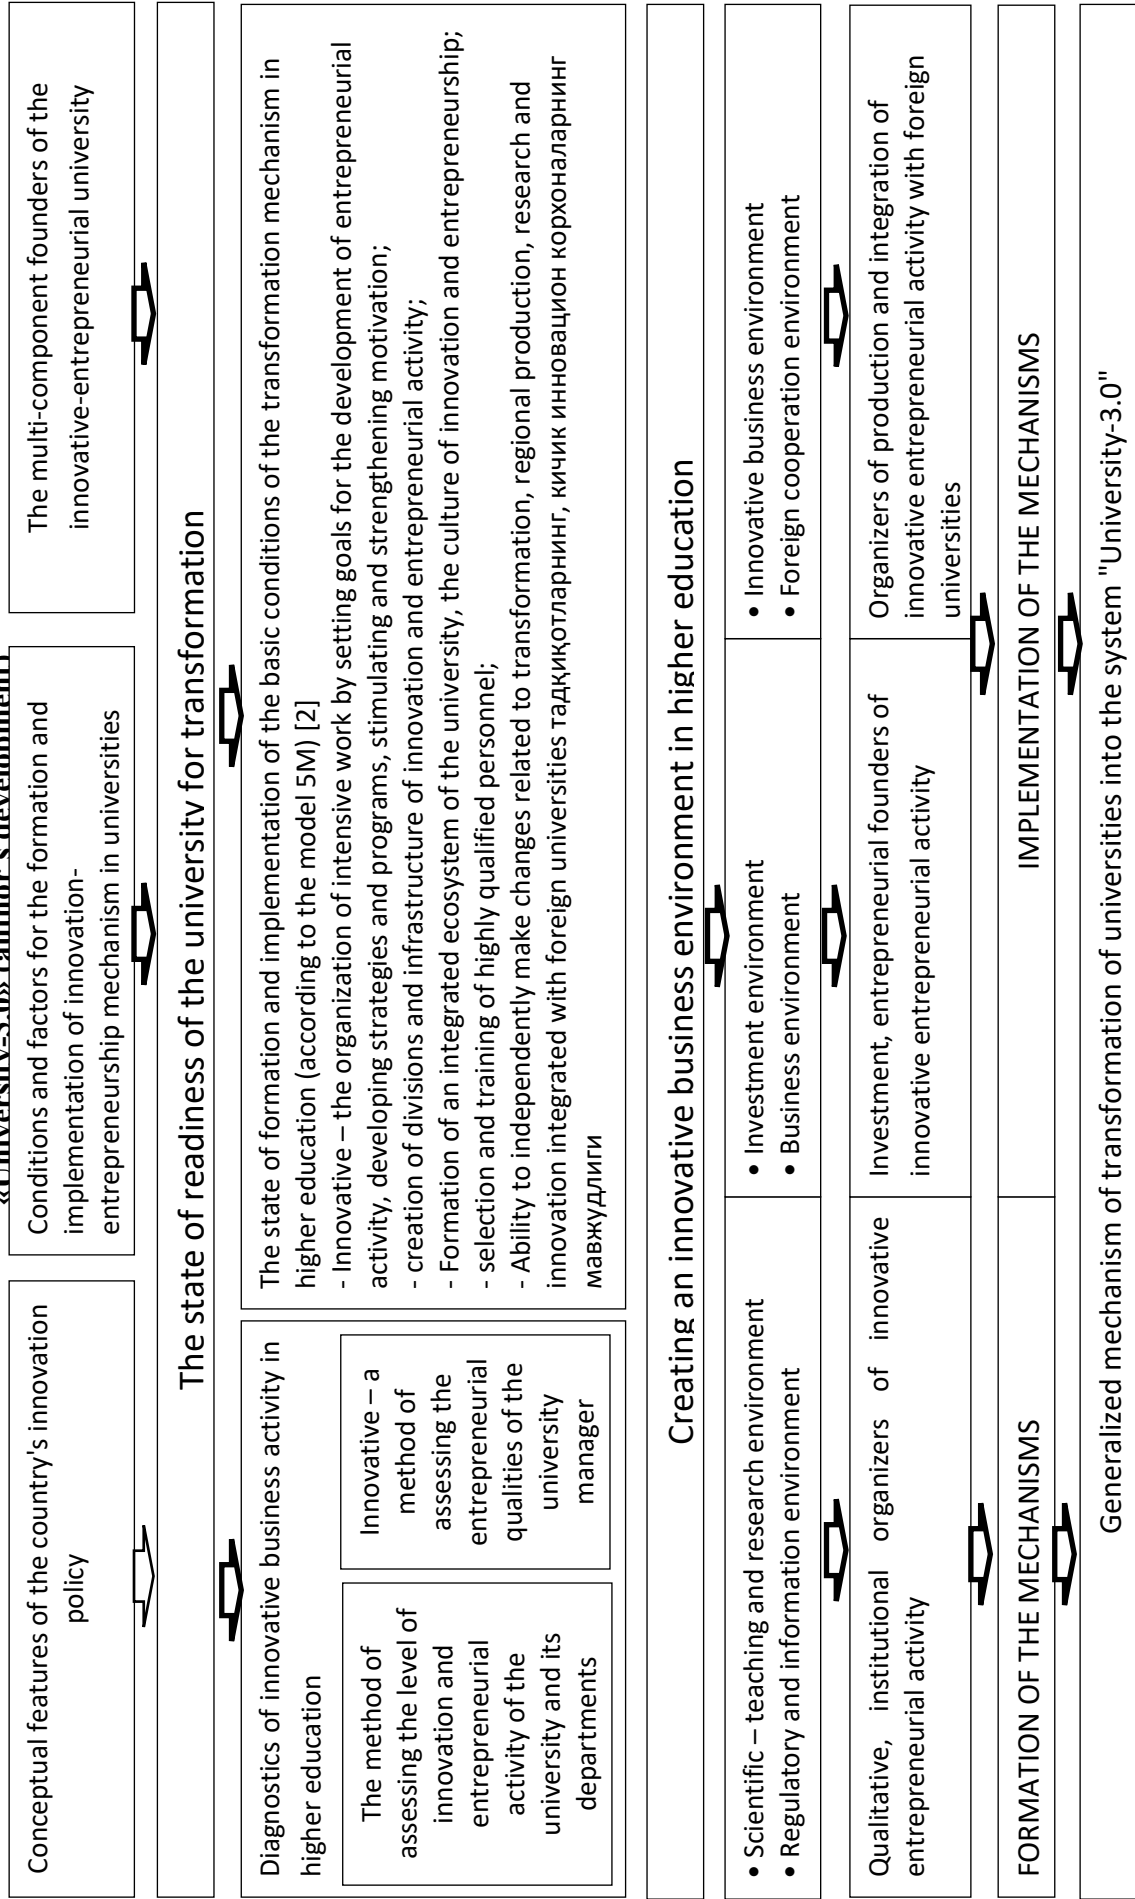 «University-3.0» (author's development)
Conceptual features of the country's innovation
policy
Conditions and factors for the formation and
implementation of innovation-
entrepreneurship mechanism in universities
The multi-component founders of the
innovative-entrepreneurial university
The state of readiness of the university for transformation
Diagnostics of innovative business activity in
higher education
The method of
assessing the level of
innovation and
entrepreneurial
activity of the
university and its
departments
Innovative – a
method of
assessing the
entrepreneurial
qualities of the
university
manager
The state of formation and implementation of the basic conditions of the transformation mechanism in
higher education (according to the model 5M) [2]
- Innovative – the organization of intensive work by setting goals for the development of entrepreneurial
activity, developing strategies and programs, stimulating and strengthening motivation;
- creation of divisions and infrastructure of innovation and entrepreneurial activity;
- Formation of an integrated ecosystem of the university, the culture of innovation and entrepreneurship;
- selection and training of highly qualified personnel;
- Ability to independently make changes related to transformation, regional production, research and
innovation integrated with foreign universities тадқиқотларнинг, кичик инновацион корхоналарнинг
мавжудлиги
Creating an innovative business environment in higher education
• Scientific – teaching and research environment
• Regulatory and information environment
• Investment environment
• Business environment
• Innovative business environment
• Foreign cooperation environment
Qualitative, institutional organizers of innovative
entrepreneurial activity
Investment, entrepreneurial founders of
innovative entrepreneurial activity
Organizers of production and integration of
innovative entrepreneurial activity with foreign
universities
FORMATION OF THE MECHANISMS
IMPLEMENTATION OF THE MECHANISMS
Generalized mechanism of transformation of universities into the system "University-3.0"